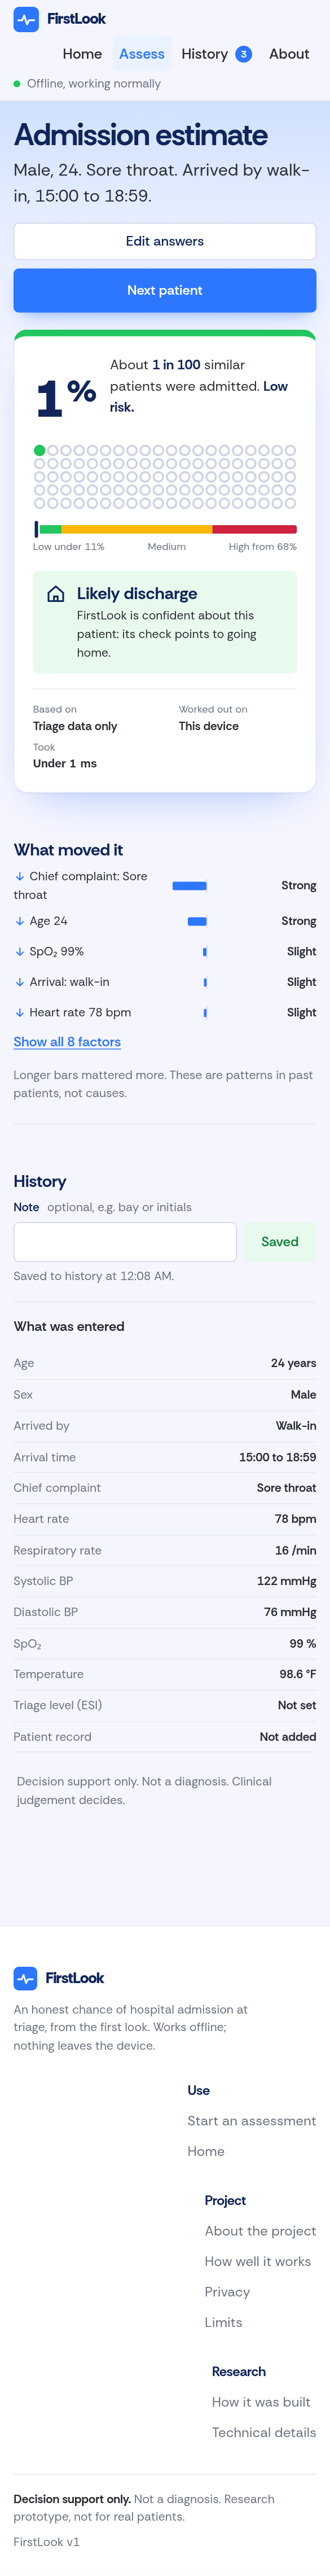 FirstLook
Home
Assess
History 3
About
Offline, working normally
Admission estimate
Male, 24. Sore throat. Arrived by walk-
in, 15:00 to 18:59.
Edit answers
Next patient
1%
About 1 in 100 similar
patients were admitted. Low
risk.
Low under 11%
Medium
High from 68%
Likely discharge
FirstLook is confident about this
patient: its check points to going
home.
Based on
Triage data only
Worked out on
This device
Took
Under 1 ms
What moved it
↓ Chief complaint: Sore
throat
Strong
↓ Age 24
Strong
↓ SpO₂ 99%
Slight
↓ Arrival: walk-in
Slight
↓ Heart rate 78 bpm
Slight
Show all 8 factors
Longer bars mattered more. These are patterns in past
patients, not causes.
History
Note optional, e.g. bay or initials
Saved
Saved to history at 12:08 AM.
What was entered
Age
24 years
Sex
Male
Arrived by
Walk-in
Arrival time
15:00 to 18:59
Chief complaint
Sore throat
Heart rate
78 bpm
Respiratory rate
16 /min
Systolic BP
122 mmHg
Diastolic BP
76 mmHg
SpO₂
99 %
Temperature
98.6 °F
Triage level (ESI)
Not set
Patient record
Not added
Decision support only. Not a diagnosis. Clinical
judgement decides.
FirstLook
An honest chance of hospital admission at
triage, from the first look. Works offline;
nothing leaves the device.
Use
Start an assessment
Home
Project
About the project
How well it works
Privacy
Limits
Research
How it was built
Technical details
Decision support only. Not a diagnosis. Research
prototype, not for real patients.
FirstLook v1